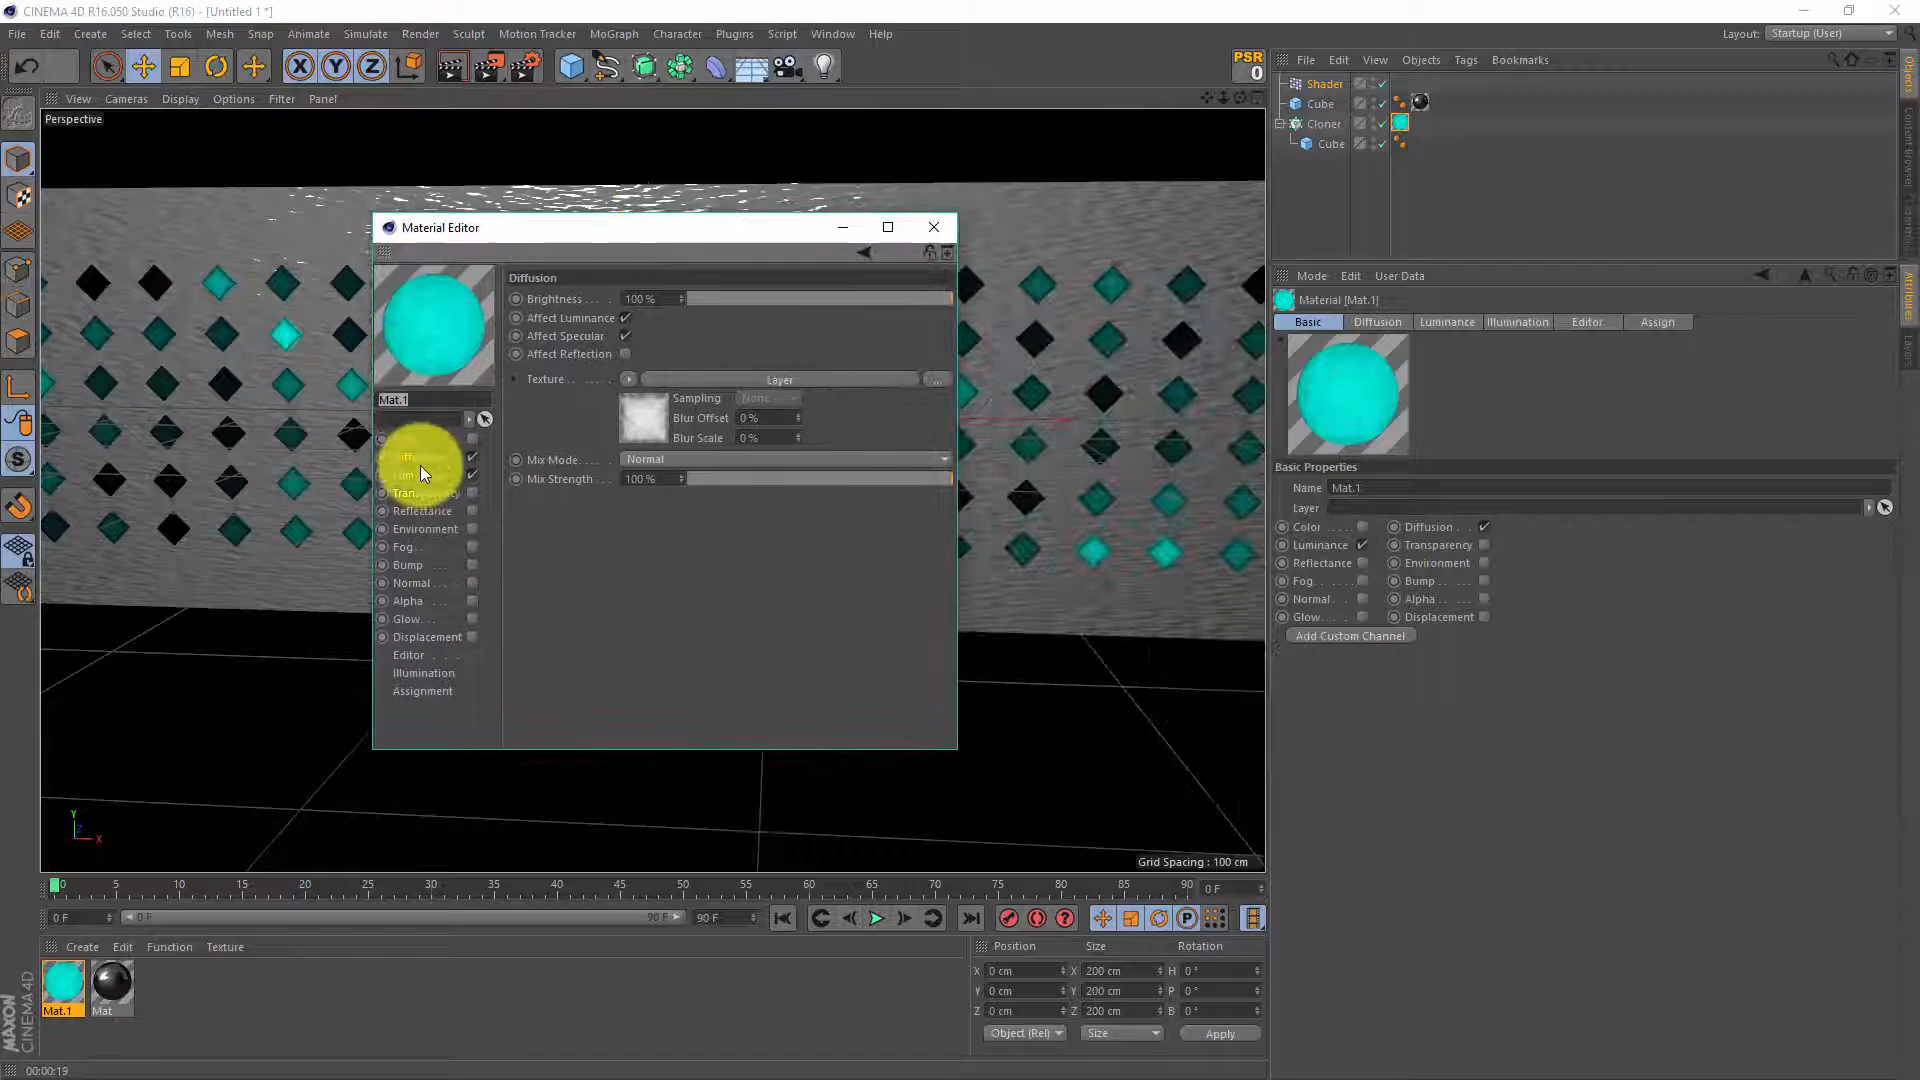 CINEMA 4D R16.050 Studio (R16) - [Untitled 1 *]
File Edit Create Select Tools Mesh Snap Animate Simulate Render Sculpt Motion Tracker MoGraph Character Plugins Script Window Help
Layout: Startup (User)
X Y Z
PSR
0
File Edit View Objects Tags Bookmarks
View Cameras Display Options Filter Panel
Perspective
Shader
Cube
Cloner
Cube
Objects
Content Browser
Material Editor
Diffusion
Brightness . . . . 100 %
Affect Luminance
Affect Specular
Affect Reflection
Texture . . . . . . Layer ...
Sampling None
Blur Offset 0 %
Blur Scale 0 %
Mix Mode. . . . . Normal
Mix Strength . . . 100 %
Mat.1
Reflectance
Environment
Fog. .
Bump
Normal . . .
Alpha
Glow. . .
Displacement
Editor . . . .
Illumination
Assignment
Mode Edit User Data
Attributes
Layers
Material [Mat.1]
Basic Diffusion Luminance Illumination Editor Assign
Basic Properties
Name Mat.1
Layer
Color Diffusion
Luminance Transparency
Reflectance Environment
Fog Bump
Normal Alpha
Glow Displacement
Add Custom Channel
Y
Z
X
Grid Spacing : 100 cm
0 5 10 15 20 25 30 35 40 45 50 55 60 65 70 75 80 85 90 0 F
0 F 0 F 90 F 90 F
Create Edit Function Texture
Mat.1 Mat
Position Size Rotation
X 0 cm X 200 cm H 0 °
Y 0 cm Y 200 cm P 0 °
Z 0 cm Z 200 cm B 0 °
Object (Rel) Size Apply
MAXON
CINEMA 4D
00:00:19